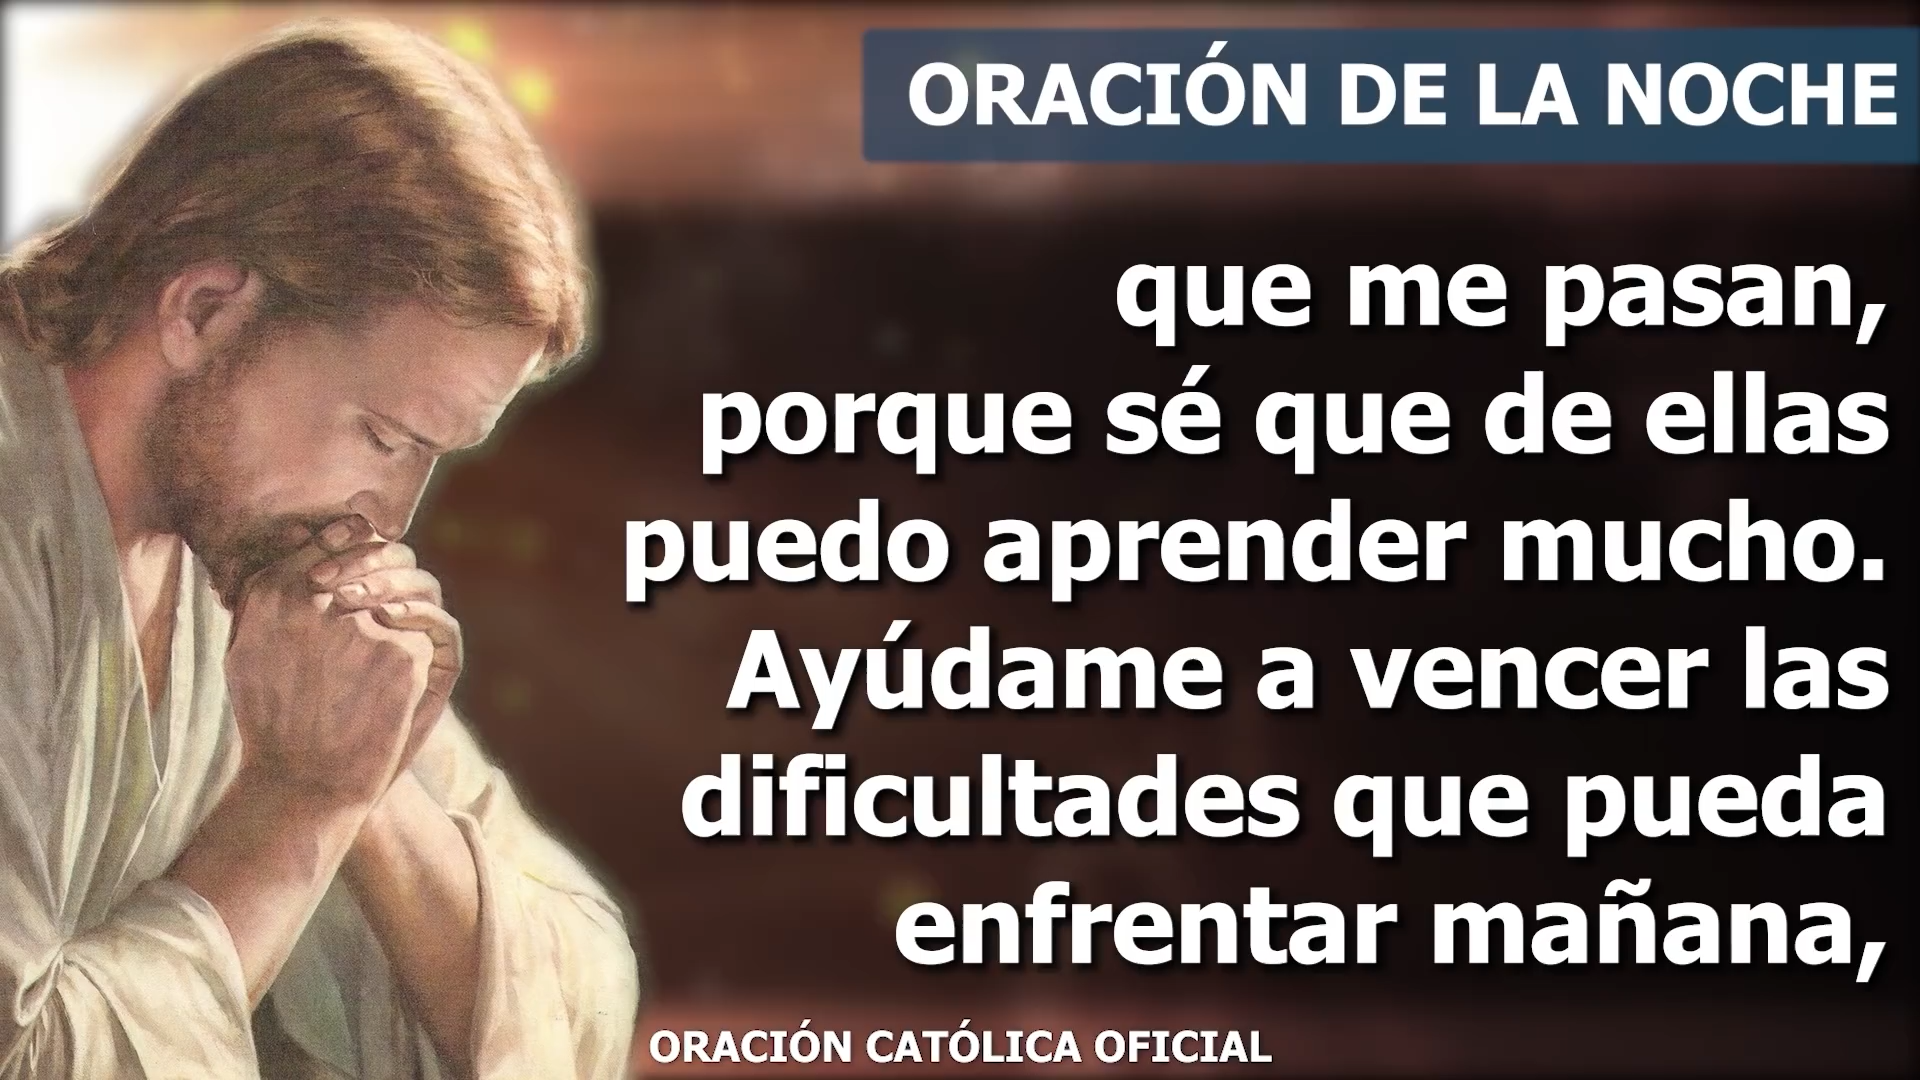 ORACIÓN DE LA NOCHE
que me pasan,
porque sé que de ellas
puedo aprender mucho.
Ayúdame a vencer las
dificultades que pueda
enfrentar mañana,
ORACIÓN CATÓLICA OFICIAL